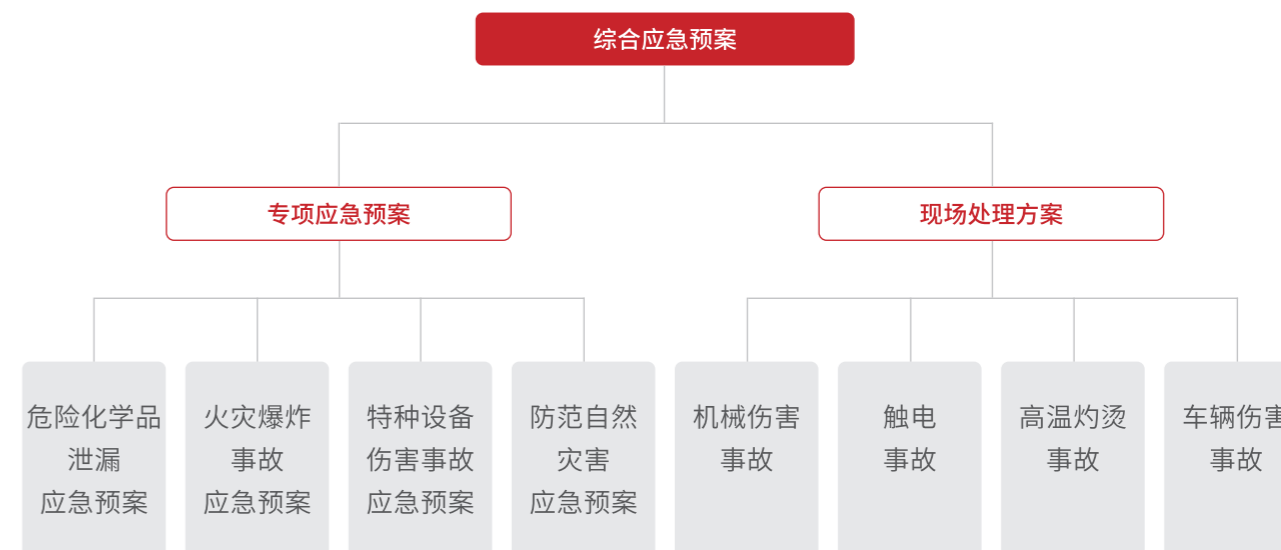 综合应急预案
专项应急预案
现场处理方案
危险化学品
泄漏
应急预案
火灾爆炸
事故
应急预案
特种设备
伤害事故
应急预案
防范自然
灾害
应急预案
机械伤害
事故
触电
事故
高温灼烫
事故
车辆伤害
事故